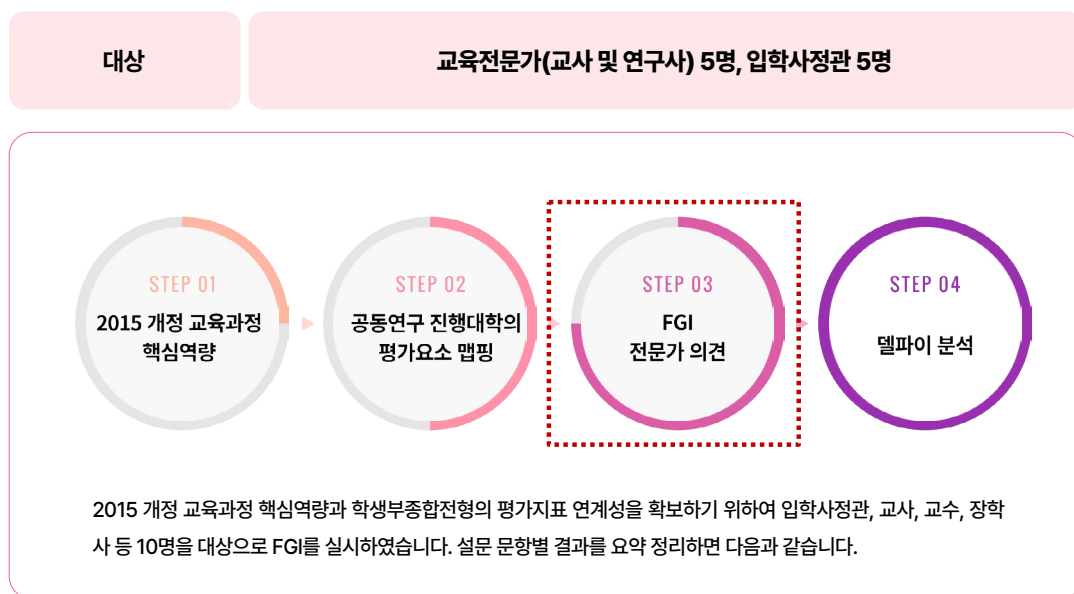 대상
교육전문가(교사 및 연구사) 5명, 입학사정관 5명
STEP 01
2015 개정 교육과정
핵심역량
STEP 02
공동연구 진행대학의
평가요소 맵핑
STEP 03
FGI
전문가 의견
STEP 04
델파이 분석
2015 개정 교육과정 핵심역량과 학생부종합전형의 평가지표 연계성을 확보하기 위하여 입학사정관, 교사, 교수, 장학
사 등 10명을 대상으로 FGI를 실시하였습니다. 설문 문항별 결과를 요약 정리하면 다음과 같습니다.